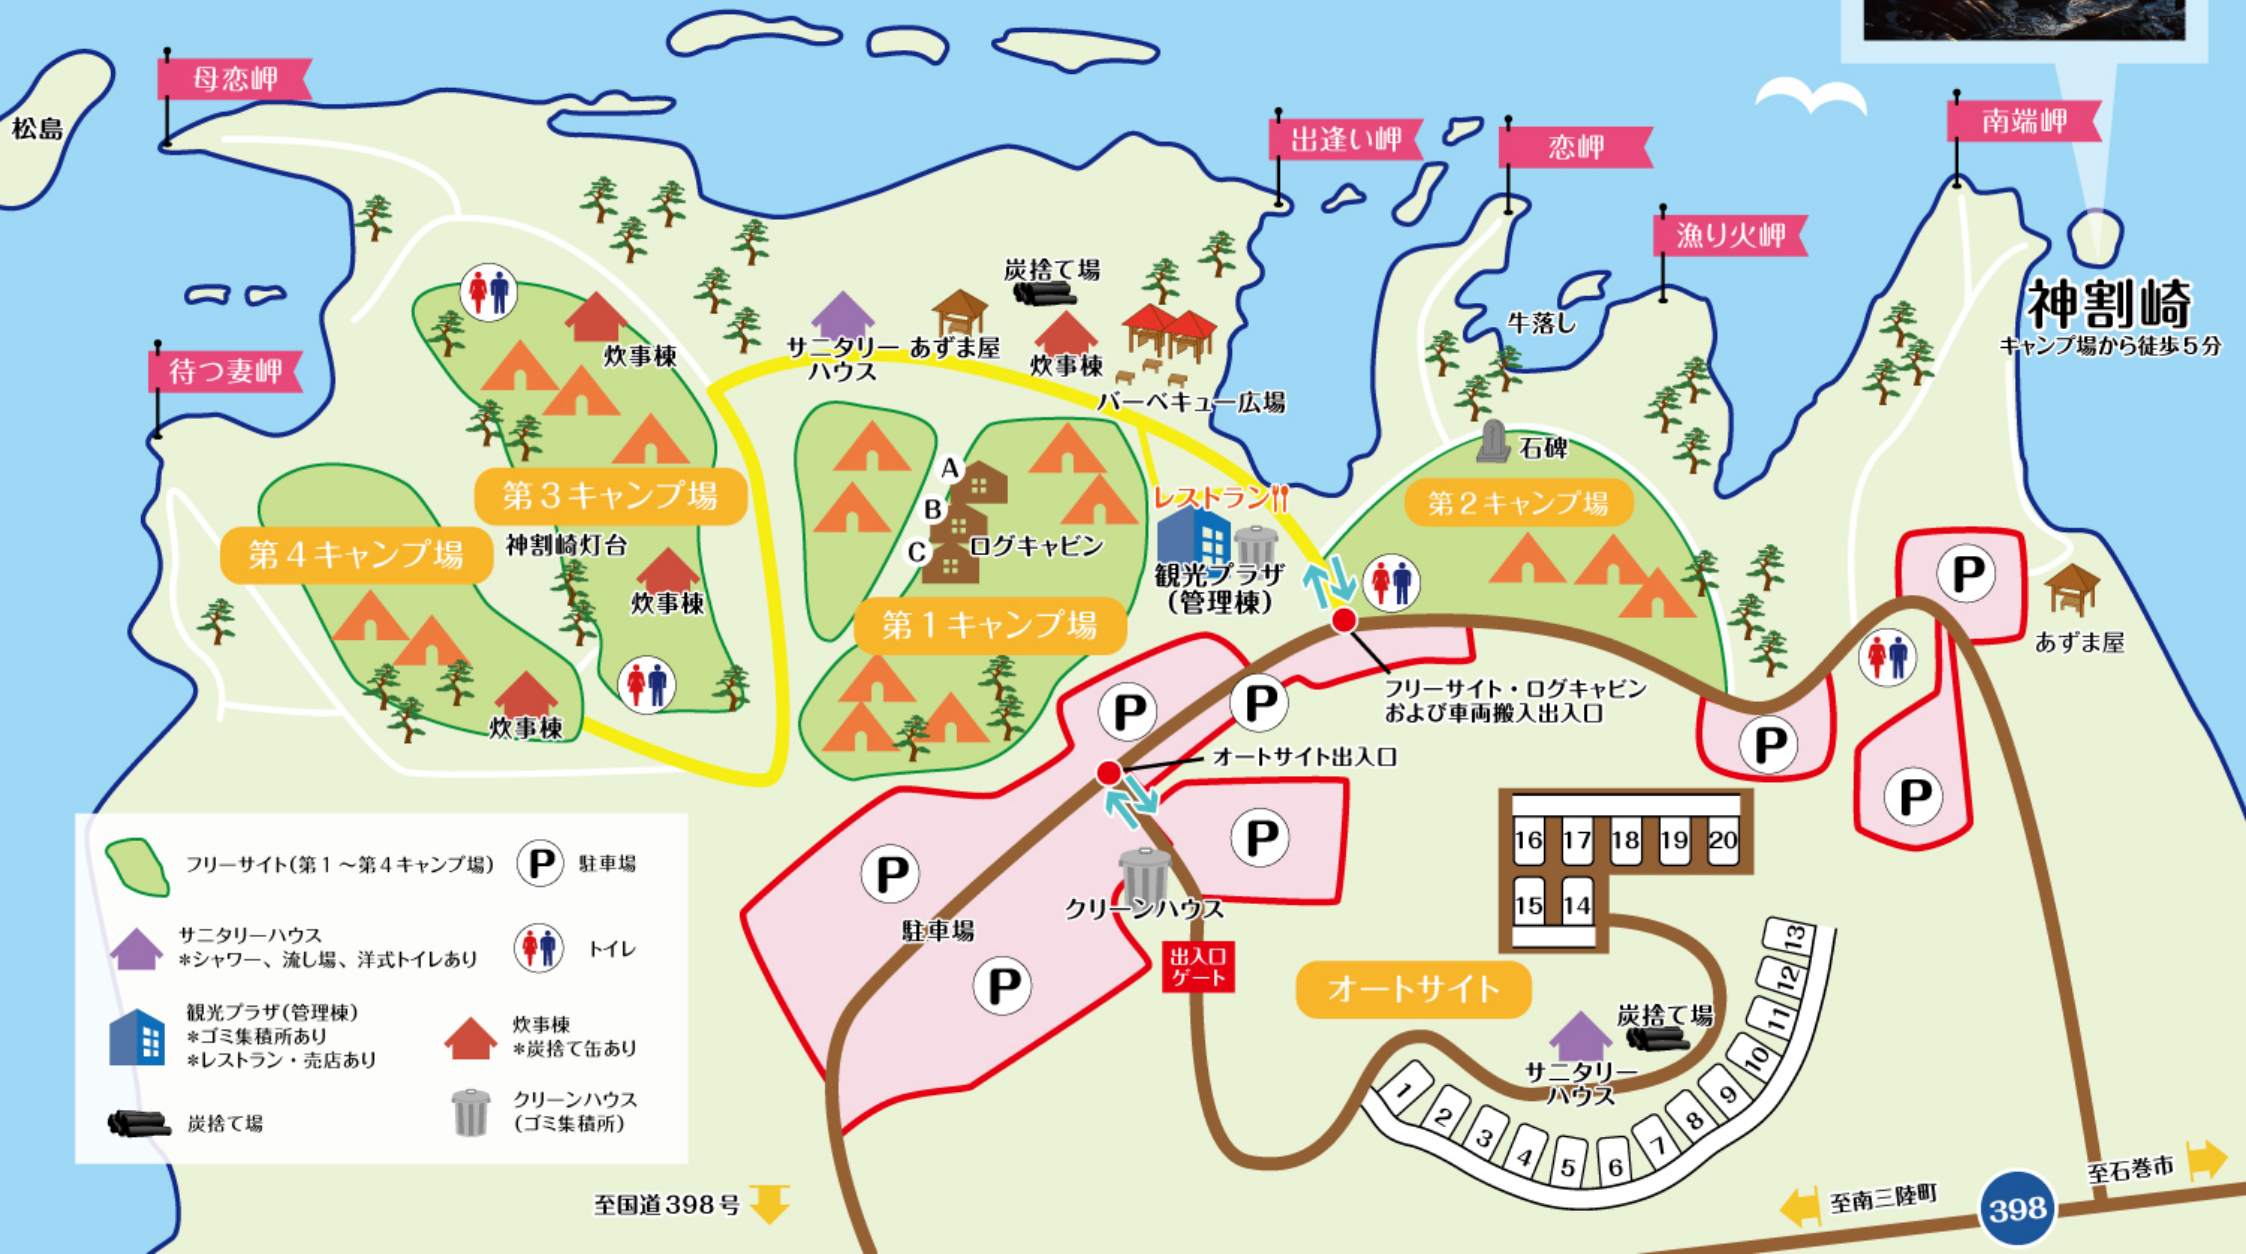 母恋岬
松島
出逢い岬
恋岬
南端岬
漁り火岬
神割崎
キャンプ場から徒歩5分
待つ妻岬
炭捨て場
牛落し
サニタリー
ハウス
あずま屋
炊事棟
炊事棟
バーベキュー広場
石碑
第3キャンプ場
第2キャンプ場
A
B
C
ログキャビン
レストラン
神割崎灯台
第4キャンプ場
観光プラザ
(管理棟)
炊事棟
第1キャンプ場
P
あずま屋
フリーサイト・ログキャビン
および車両搬入出入口
P
P
炊事棟
P
オートサイト出入口
P
P
P
クリーンハウス
駐車場
出入口
ゲート
P
16
17
18
19
20
15
14
オートサイト
炭捨て場
サニタリー
ハウス
13
12
11
10
9
8
7
6
5
4
3
2
1
フリーサイト(第1〜第4キャンプ場)
P
駐車場
サニタリーハウス
*シャワー、流し場、洋式トイレあり
トイレ
観光プラザ(管理棟)
*ゴミ集積所あり
*レストラン・売店あり
炊事棟
*炭捨て缶あり
炭捨て場
クリーンハウス
(ゴミ集積所)
至国道398号
至南三陸町
398
至石巻市